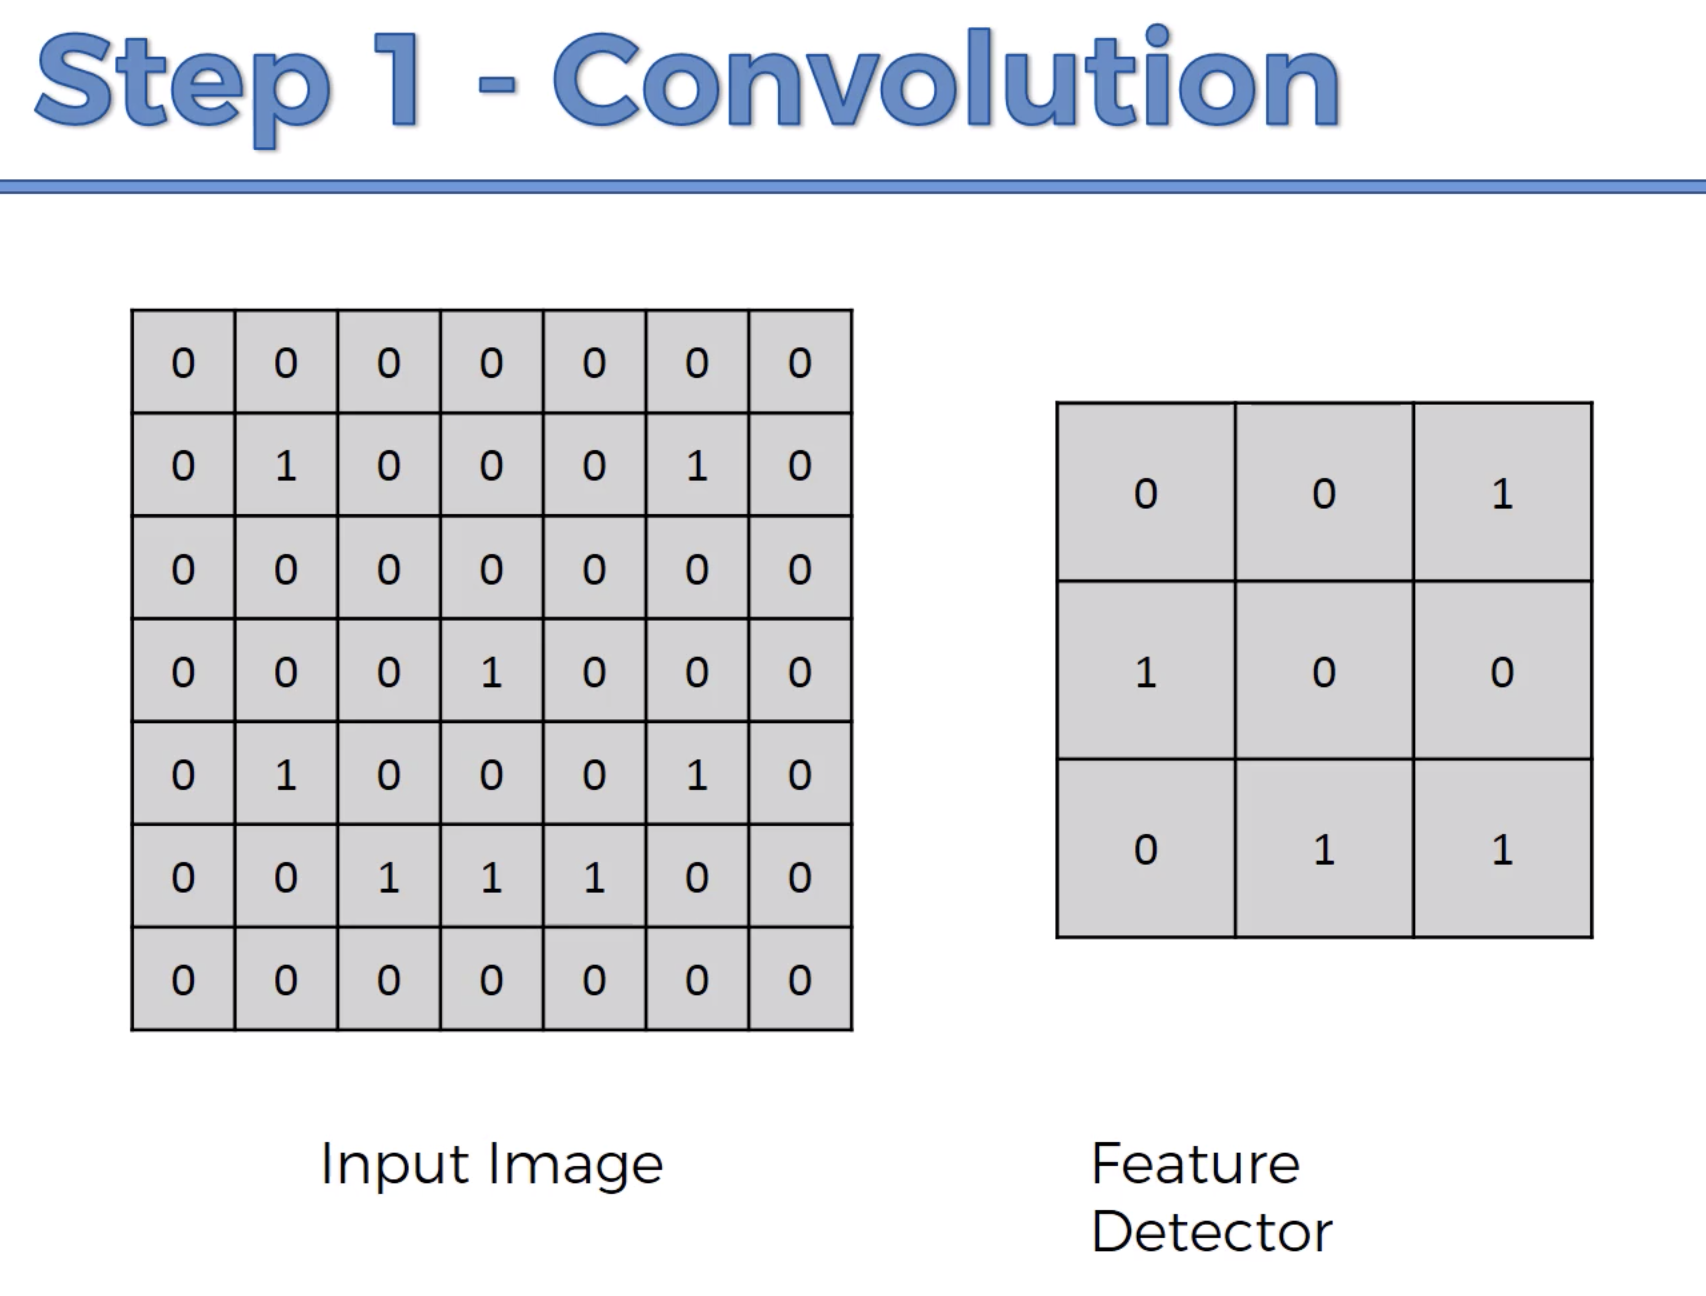 Step 1 - Convolution
0 0 0 0 0 0 0
0 1 0 0 0 1 0
0 0 0 0 0 0 0
0 0 0 1 0 0 0
0 1 0 0 0 1 0
0 0 1 1 1 0 0
0 0 0 0 0 0 0
Input Image
0 0 1
1 0 0
0 1 1
Feature
Detector